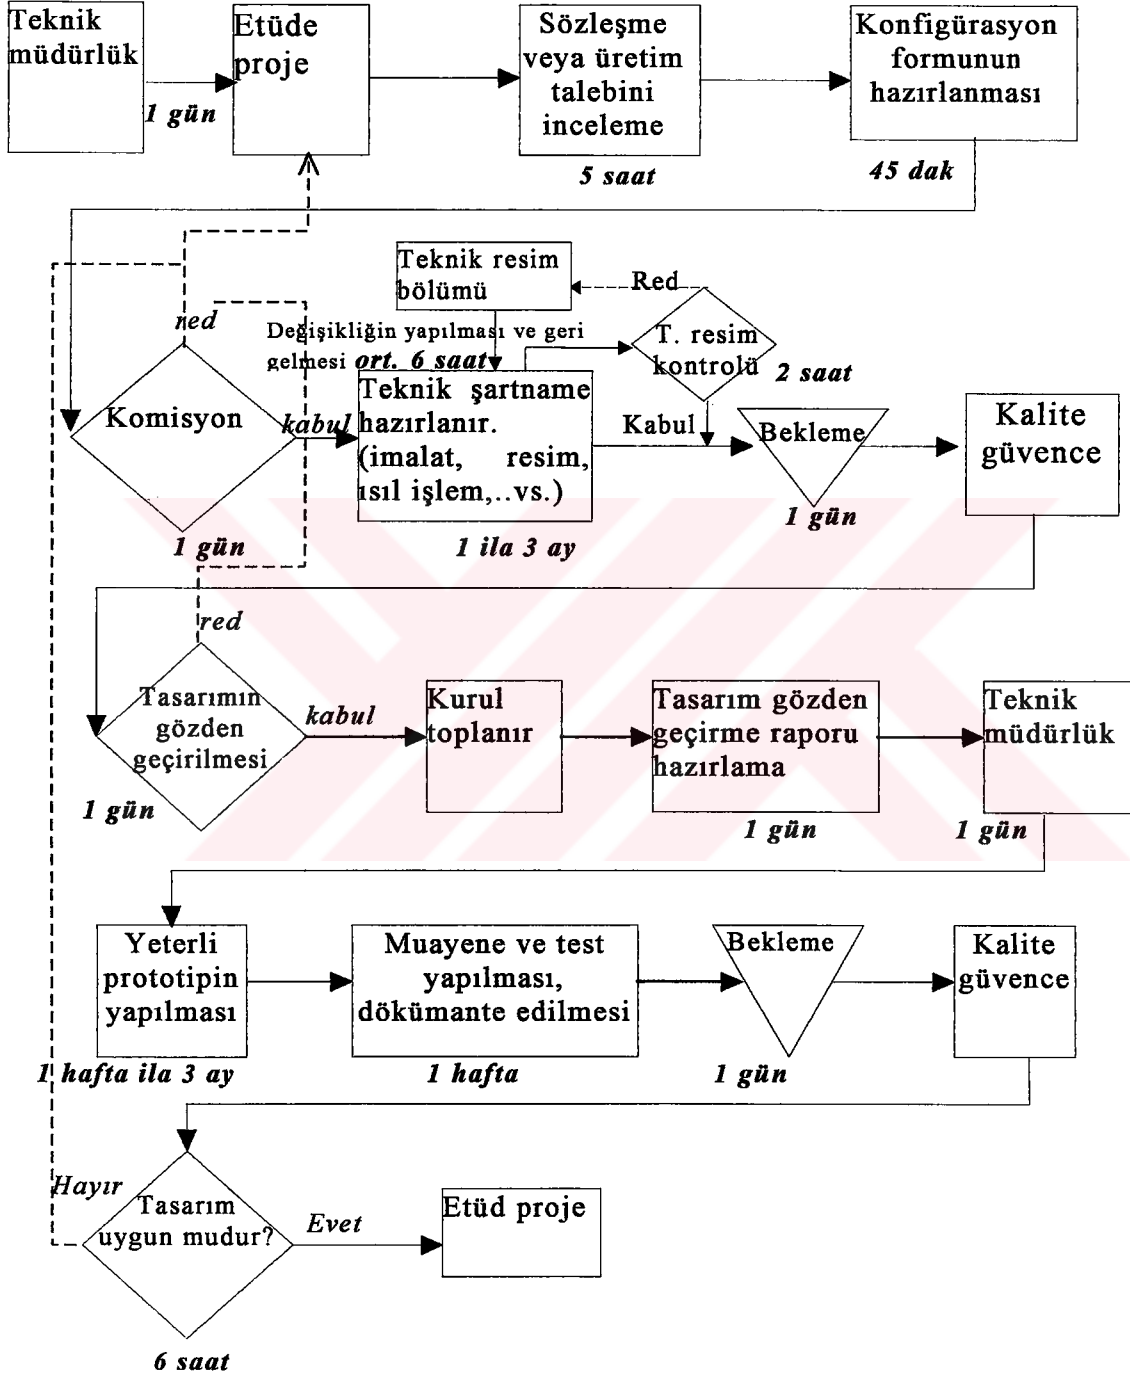 Teknik
müdürlük
1 gün
Etüde
proje
Sözleşme
veya üretim
talebini
inceleme
5 saat
Konfigürasyon
formunun
hazırlanması
45 dak
Teknik resim
bölümü
Red
red
Değişikliğin yapılması ve geri
gelmesi ort. 6 saat
T. resim
kontrolü
2 saat
Komisyon
kabul
1 gün
Teknik şartname
hazırlanır.
(imalat, resim,
ısıl işlem,..vs.)
1 ila 3 ay
Kabul
Bekleme
1 gün
Kalite
güvence
red
Tasarımın
gözden
geçirilmesi
1 gün
kabul
Kurul
toplanır
Tasarım gözden
geçirme raporu
hazırlama
1 gün
Teknik
müdürlük
1 gün
Yeterli
prototipin
yapılması
1 hafta ila 3 ay
Muayene ve test
yapılması,
dökümante edilmesi
1 hafta
Bekleme
1 gün
Kalite
güvence
Hayır
Tasarım
uygun mudur?
6 saat
Evet
Etüd proje